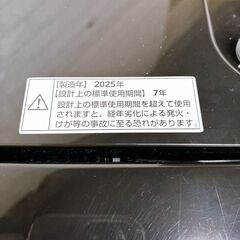 【製造年】2025年
【設計上の標準使用期間】7年
設計上の標準使用期間を超えて使用
されますと、経年劣化による発火・
けが等の事故に至る恐れがあります。